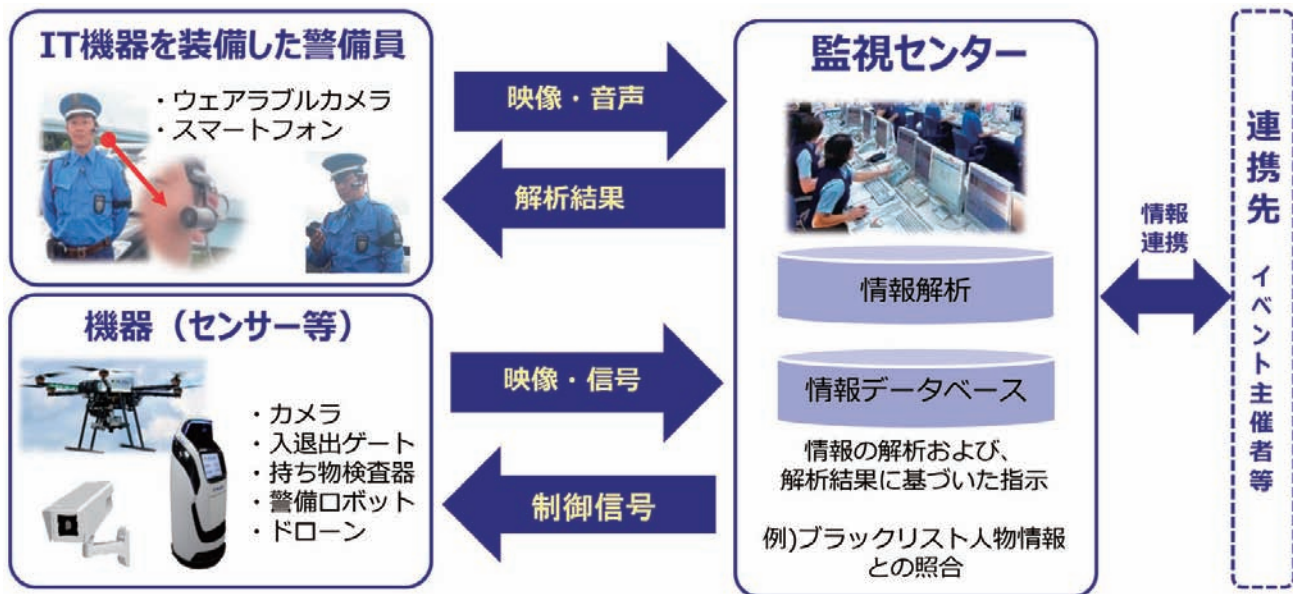 IT機器を装備した警備員
・ウェアラブルカメラ
・スマートフォン
映像・音声
解析結果
機器（センサー等）
・カメラ
・入退出ゲート
・持ち物検査器
・警備ロボット
・ドローン
映像・信号
制御信号
監視センター
情報解析
情報データベース
情報の解析および、
解析結果に基づいた指示
例)ブラックリスト人物情報
との照合
情報
連携
連携先 イベント主催者等